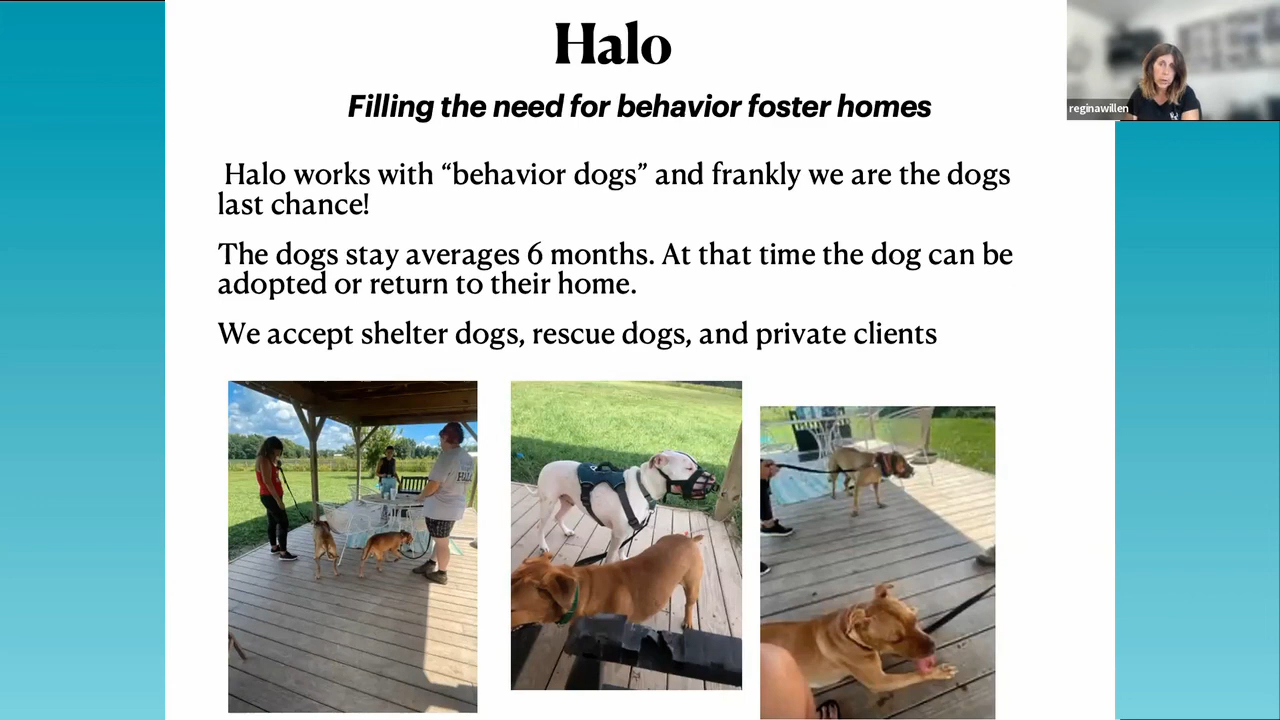 Halo
Filling the need for behavior foster homes
Halo works with “behavior dogs” and frankly we are the dogs
last chance!
The dogs stay averages 6 months. At that time the dog can be
adopted or return to their home.
We accept shelter dogs, rescue dogs, and private clients
reginawillen